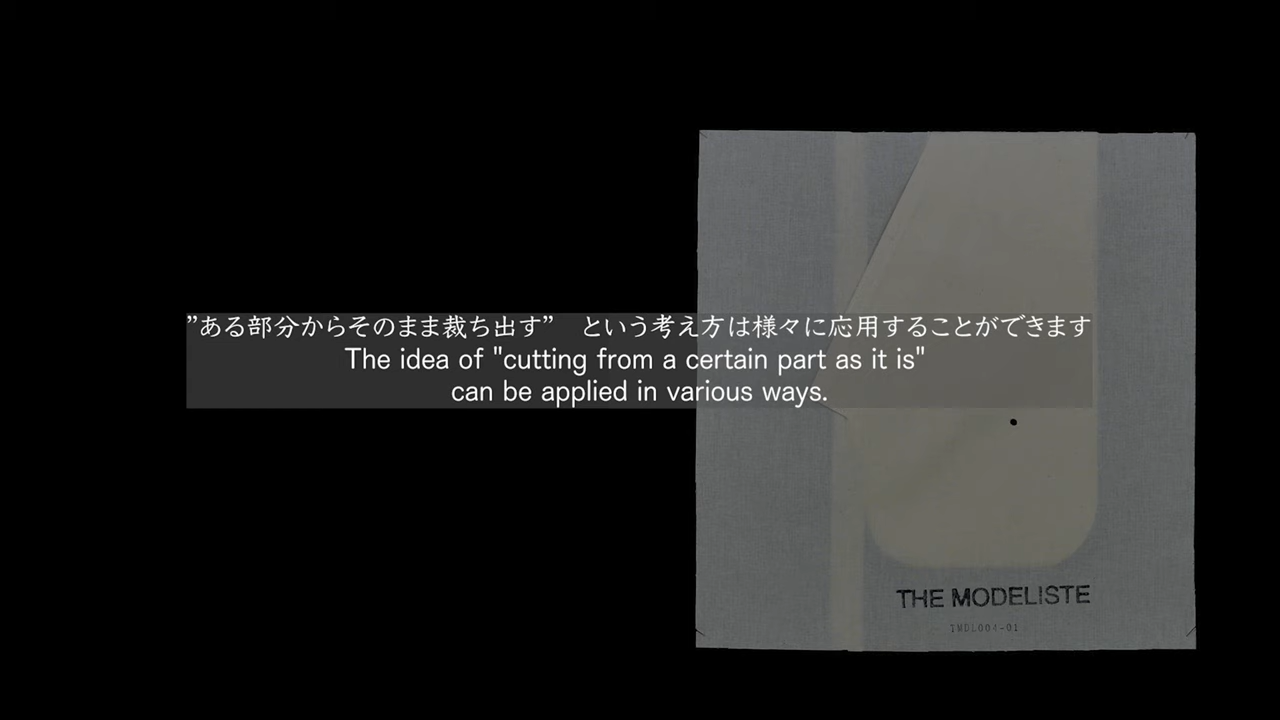 ”ある部分からそのまま裁ち出す”　という考え方は様々に応用することができます
The idea of "cutting from a certain part as it is"
can be applied in various ways.
THE MODELISTE
TMDL004-01